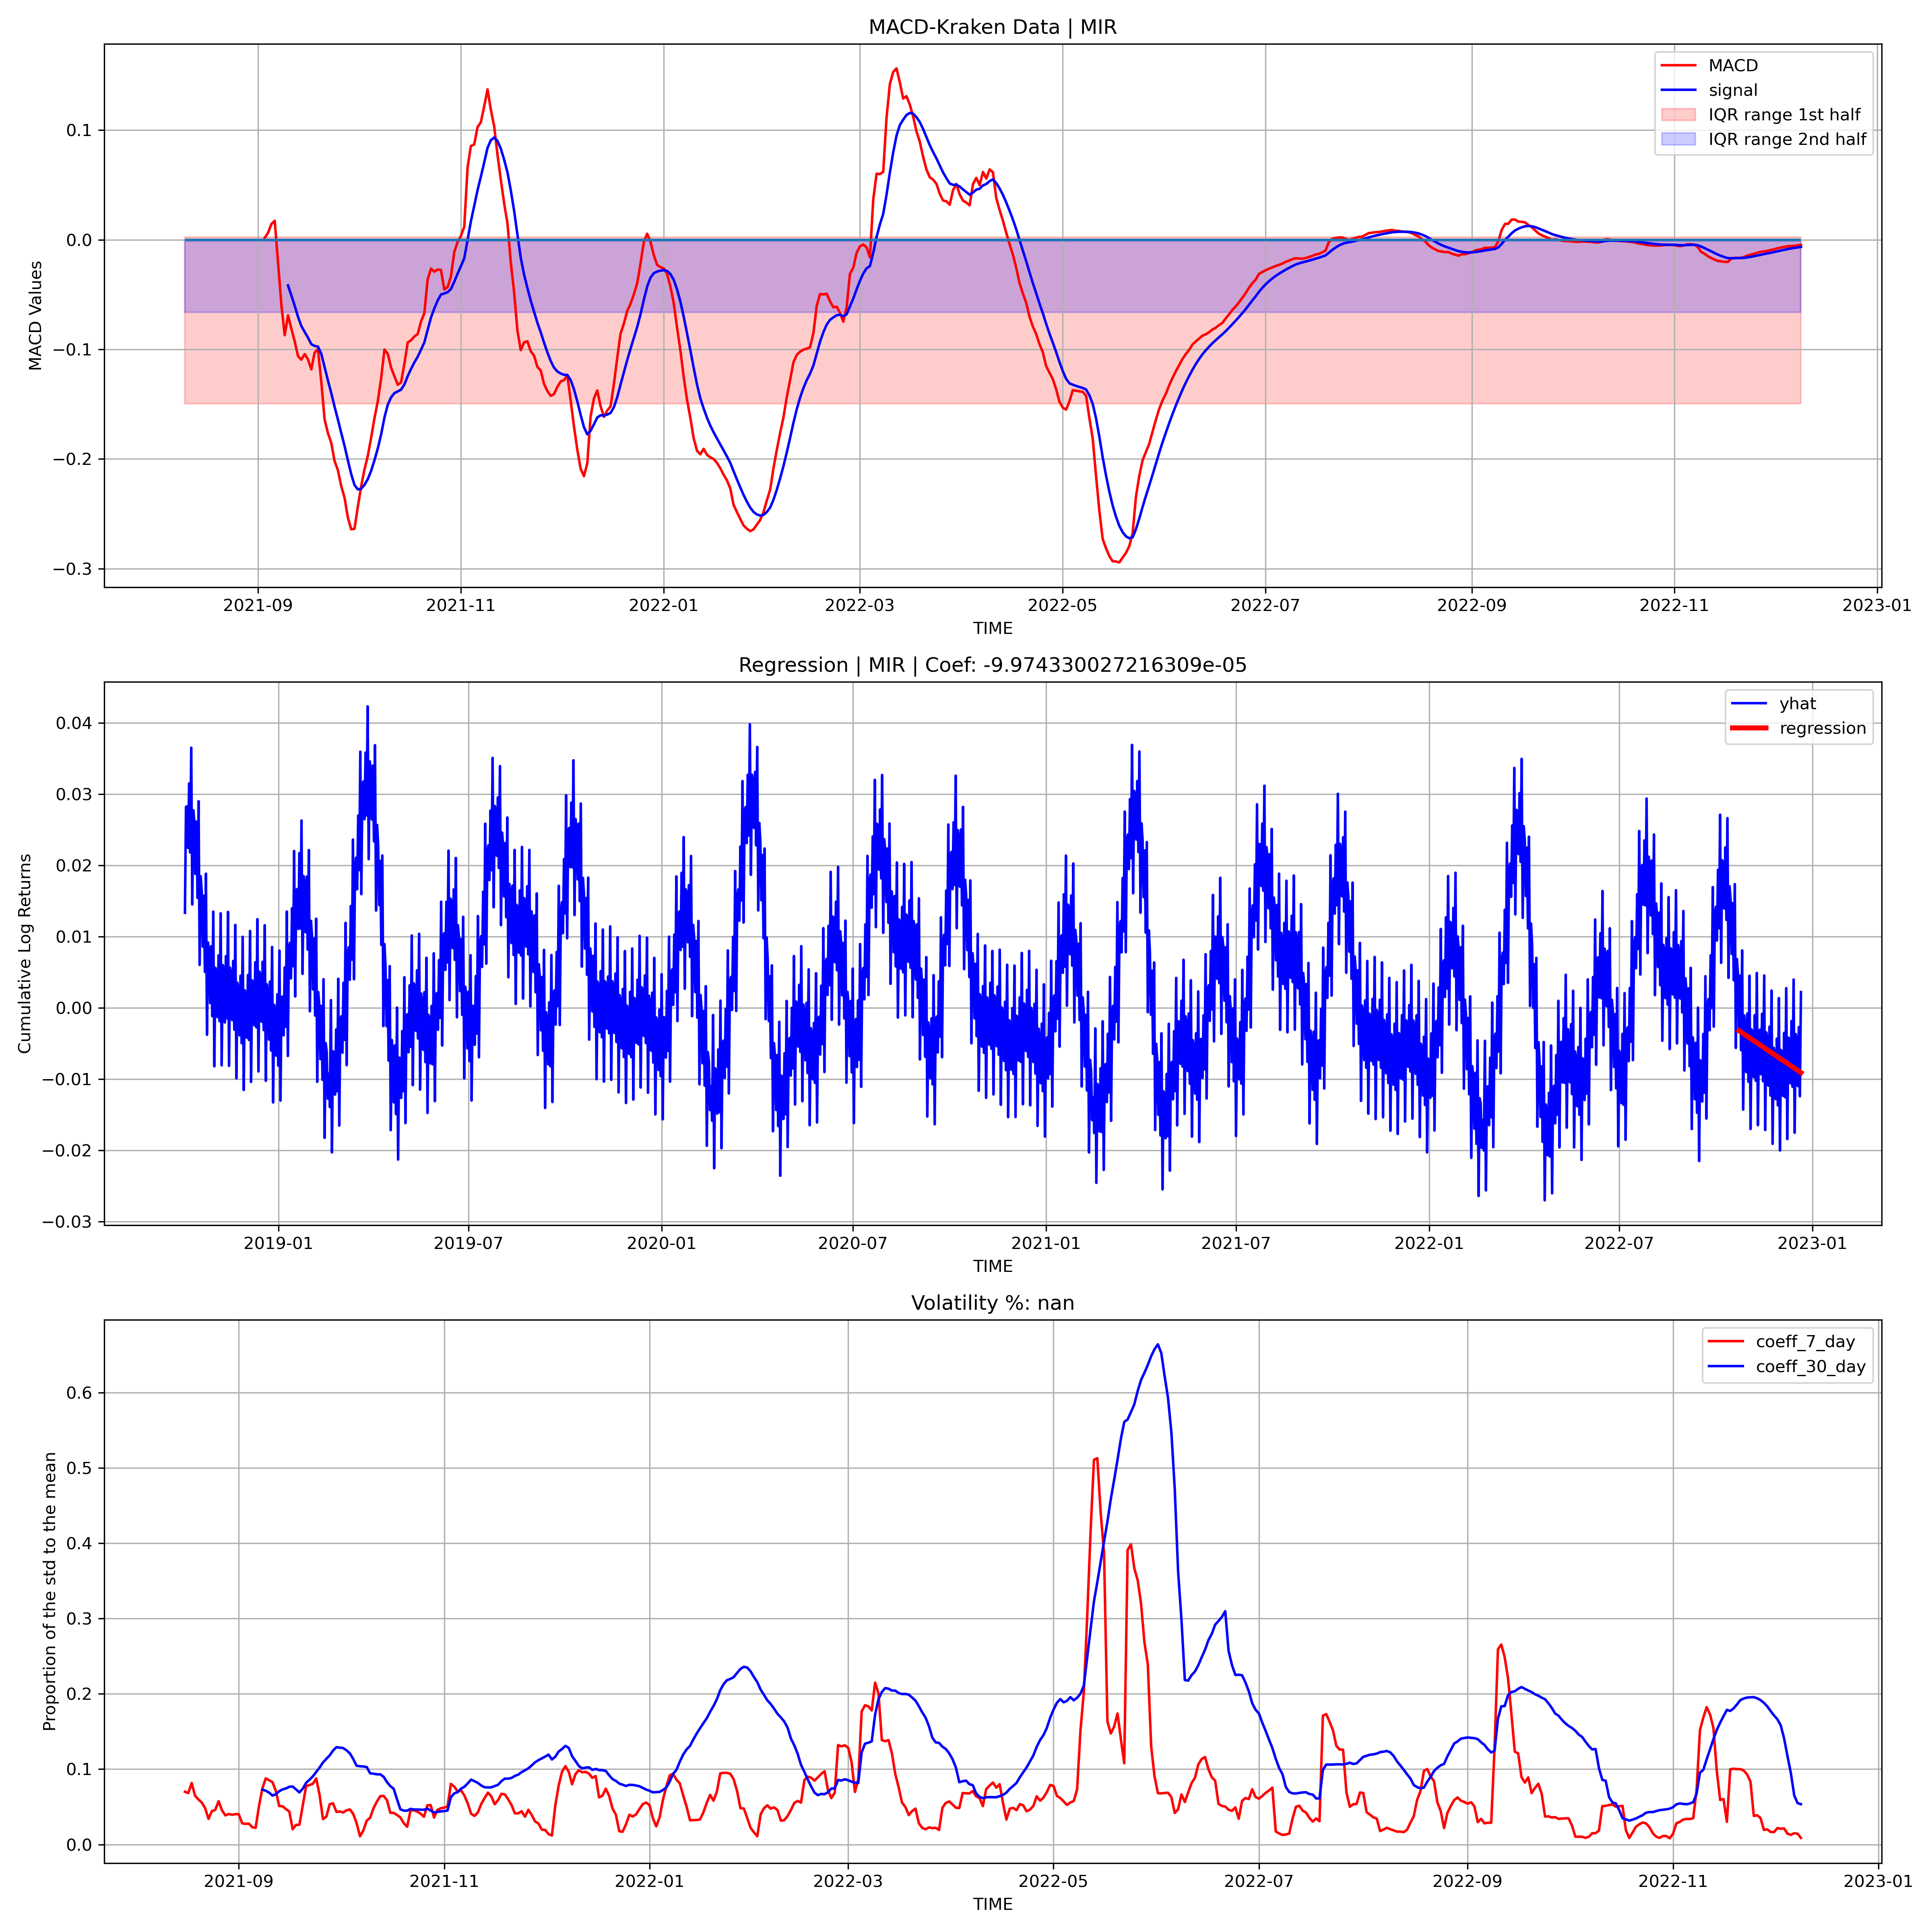 MACD-Kraken Data | MIR
MACD
signal
IQR range 1st half
IQR range 2nd half
MACD Values
0.1
0.0
−0.1
−0.2
−0.3
2021-09 2021-11 2022-01 2022-03 2022-05 2022-07 2022-09 2022-11 2023-01
TIME
Regression | MIR | Coef: -9.974330027216309e-05
yhat
regression
Cumulative Log Returns
0.04
0.03
0.02
0.01
0.00
−0.01
−0.02
−0.03
2019-01 2019-07 2020-01 2020-07 2021-01 2021-07 2022-01 2022-07 2023-01
TIME
Volatility %: nan
coeff_7_day
coeff_30_day
Proportion of the std to the mean
0.6
0.5
0.4
0.3
0.2
0.1
0.0
2021-09 2021-11 2022-01 2022-03 2022-05 2022-07 2022-09 2022-11 2023-01
TIME